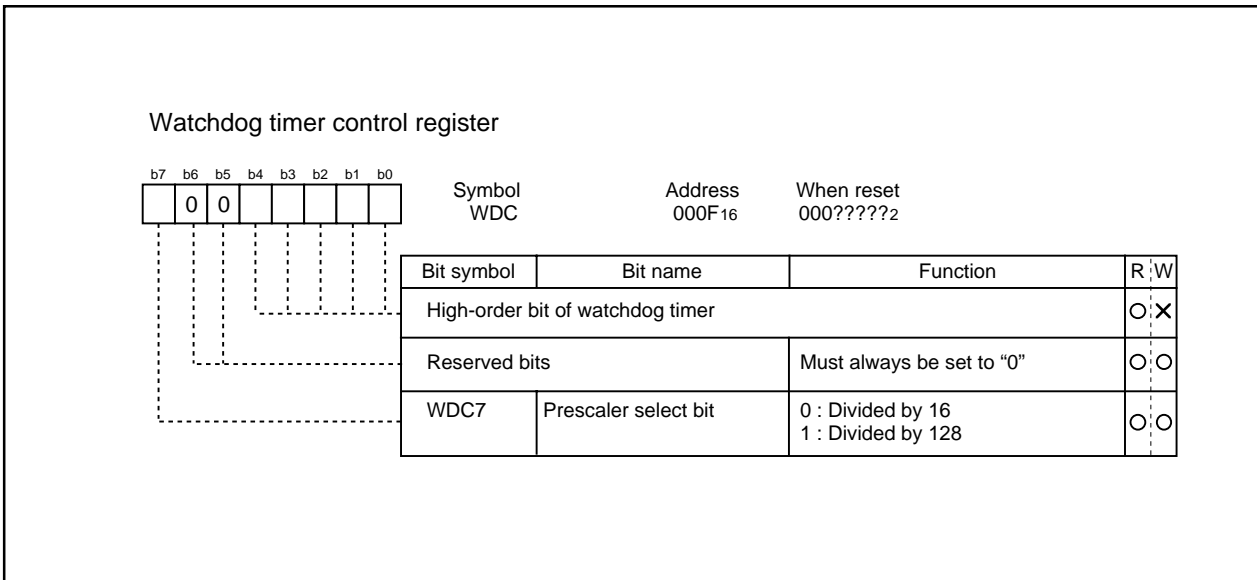 Watchdog timer control register
b7 b6 b5 b4 b3 b2 b1 b0
0 0
Symbol Address When reset
WDC 000F16 000?????2
Bit symbol Bit name Function R W
High-order bit of watchdog timer
Reserved bits Must always be set to “0”
WDC7 Prescaler select bit 0 : Divided by 16
1 : Divided by 128